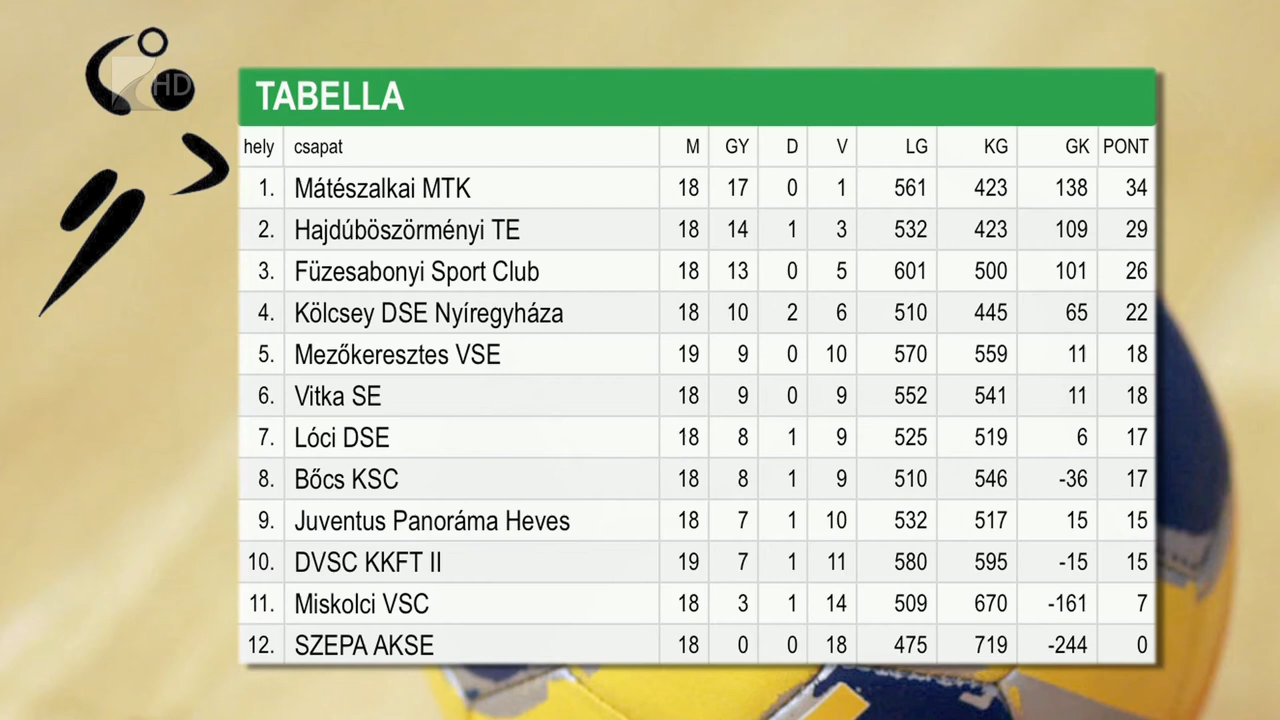 HD
TABELLA
hely csapat M GY D V LG KG GK PONT
1. Mátészalkai MTK 18 17 0 1 561 423 138 34
2. Hajdúböszörményi TE 18 14 1 3 532 423 109 29
3. Füzesabonyi Sport Club 18 13 0 5 601 500 101 26
4. Kölcsey DSE Nyíregyháza 18 10 2 6 510 445 65 22
5. Mezőkeresztes VSE 19 9 0 10 570 559 11 18
6. Vitka SE 18 9 0 9 552 541 11 18
7. Lóci DSE 18 8 1 9 525 519 6 17
8. Bőcs KSC 18 8 1 9 510 546 -36 17
9. Juventus Panoráma Heves 18 7 1 10 532 517 15 15
10. DVSC KKFT II 19 7 1 11 580 595 -15 15
11. Miskolci VSC 18 3 1 14 509 670 -161 7
12. SZEPA AKSE 18 0 0 18 475 719 -244 0